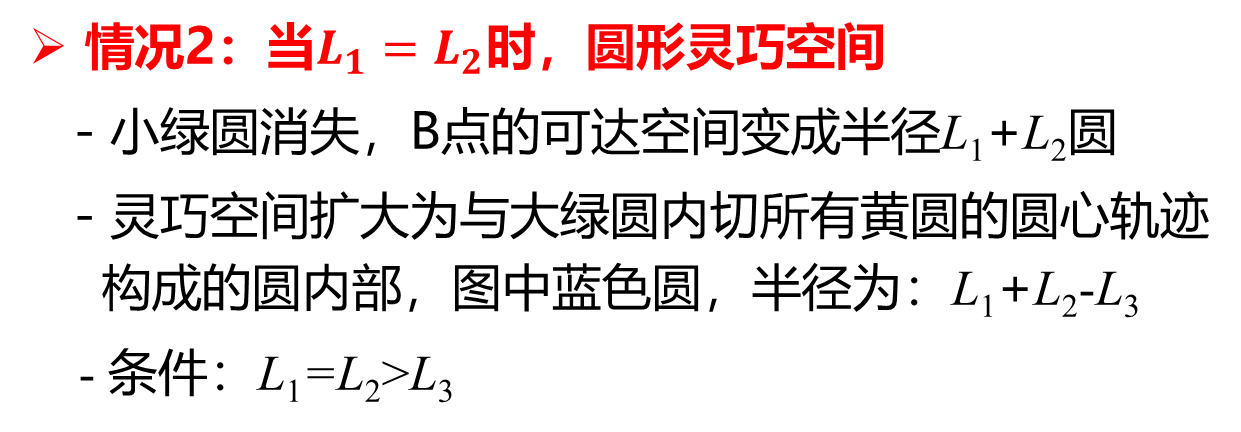 ➢ 情况2：当L₁ = L₂时，圆形灵巧空间
- 小绿圆消失，B点的可达空间变成半径L₁+L₂圆
- 灵巧空间扩大为与大绿圆内切所有黄圆的圆心轨迹
构成的圆内部，图中蓝色圆，半径为：L₁+L₂-L₃
- 条件：L₁=L₂>L₃